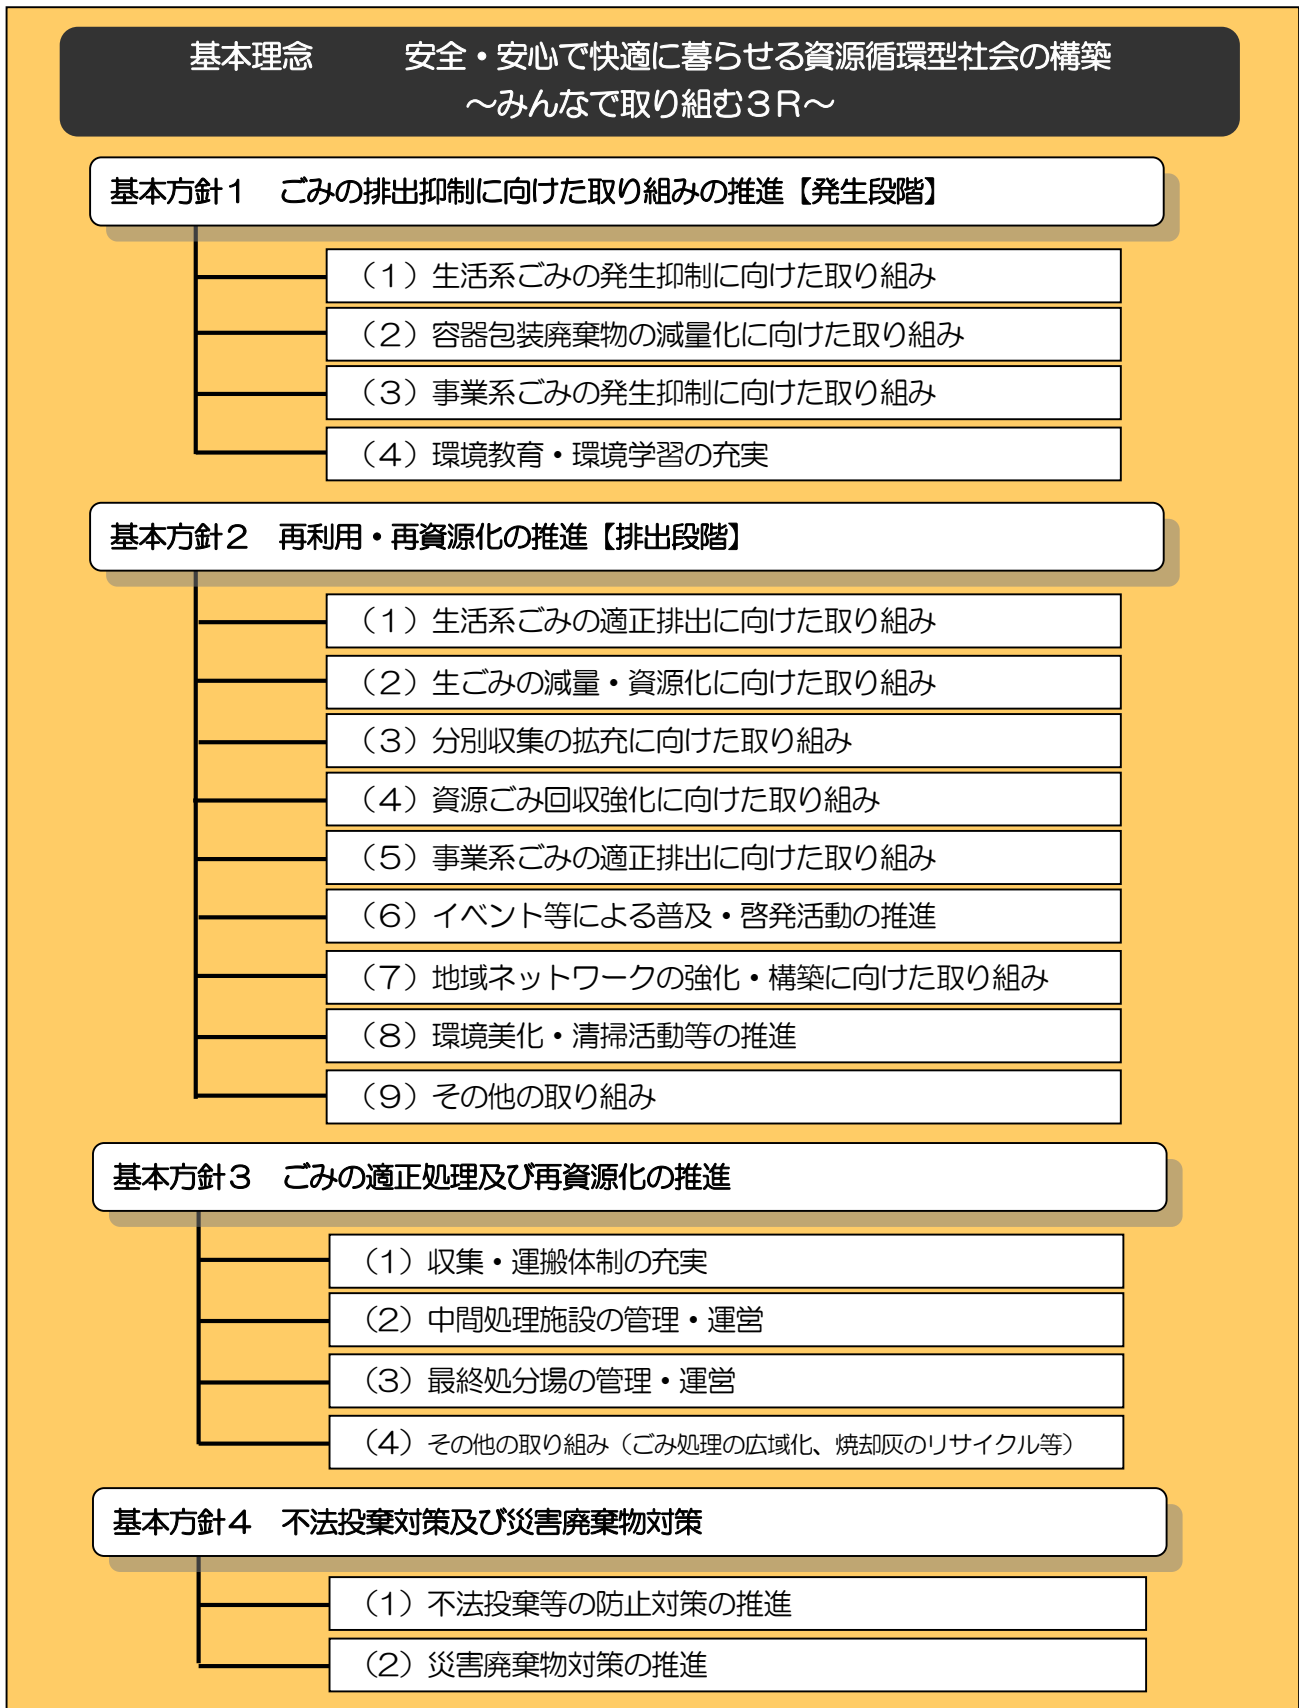 基本理念　　　安全・安心で快適に暮らせる資源循環型社会の構築
～みんなで取り組む３Ｒ～
基本方針１　ごみの排出抑制に向けた取り組みの推進【発生段階】
（１）生活系ごみの発生抑制に向けた取り組み
（２）容器包装廃棄物の減量化に向けた取り組み
（３）事業系ごみの発生抑制に向けた取り組み
（４）環境教育・環境学習の充実
基本方針２　再利用・再資源化の推進【排出段階】
（１）生活系ごみの適正排出に向けた取り組み
（２）生ごみの減量・資源化に向けた取り組み
（３）分別収集の拡充に向けた取り組み
（４）資源ごみ回収強化に向けた取り組み
（５）事業系ごみの適正排出に向けた取り組み
（６）イベント等による普及・啓発活動の推進
（７）地域ネットワークの強化・構築に向けた取り組み
（８）環境美化・清掃活動等の推進
（９）その他の取り組み
基本方針３　ごみの適正処理及び再資源化の推進
（１）収集・運搬体制の充実
（２）中間処理施設の管理・運営
（３）最終処分場の管理・運営
（４）その他の取り組み（ごみ処理の広域化、焼却灰のリサイクル等）
基本方針４　不法投棄対策及び災害廃棄物対策
（１）不法投棄等の防止対策の推進
（２）災害廃棄物対策の推進